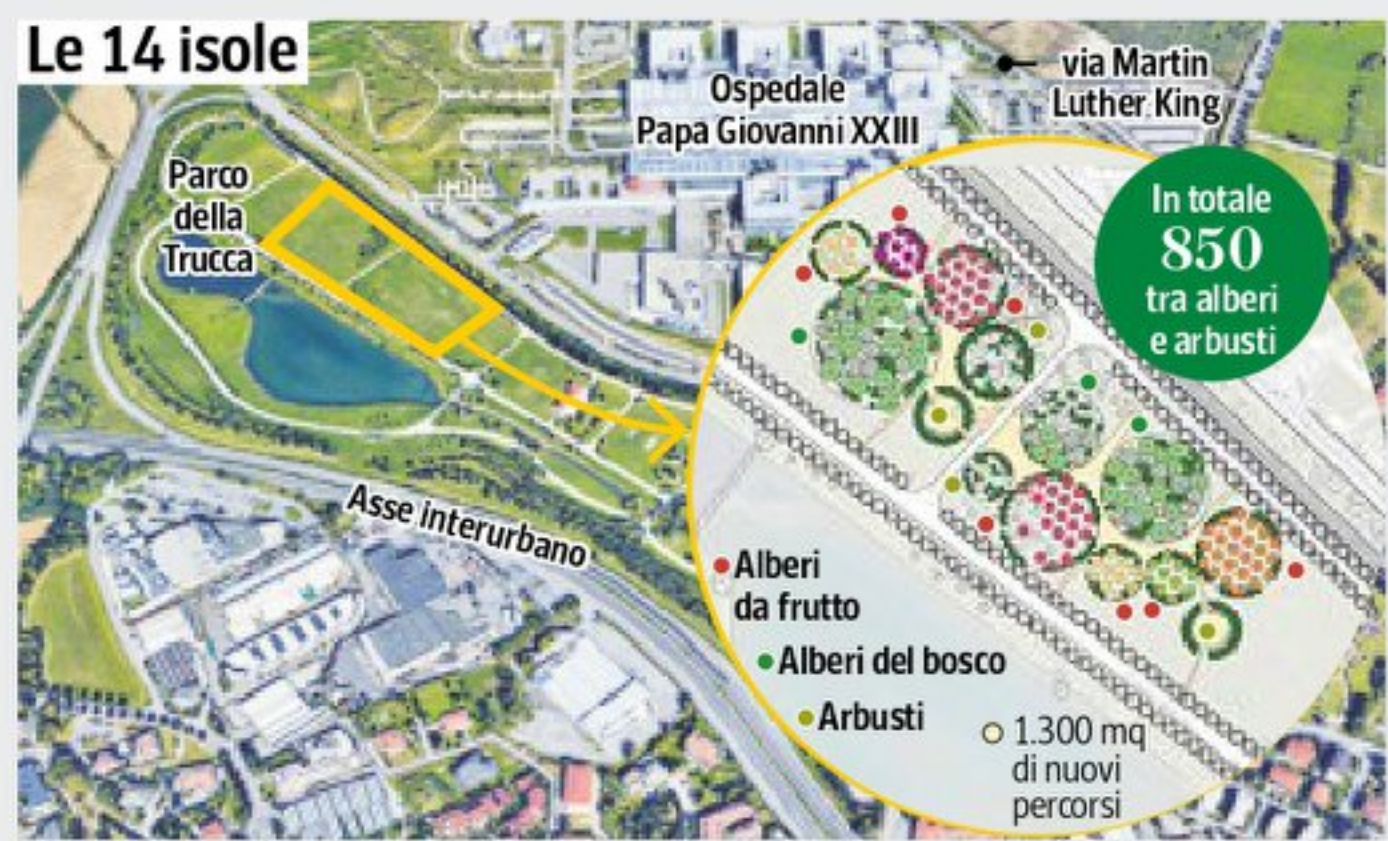 Le 14 isole
Ospedale
Papa Giovanni XXIII
via Martin
Luther King
Parco
della
Trucca
In totale
850
tra alberi
e arbusti
Asse interurbano
Alberi
da frutto
Alberi del bosco
Arbusti
1.300 mq
di nuovi
percorsi